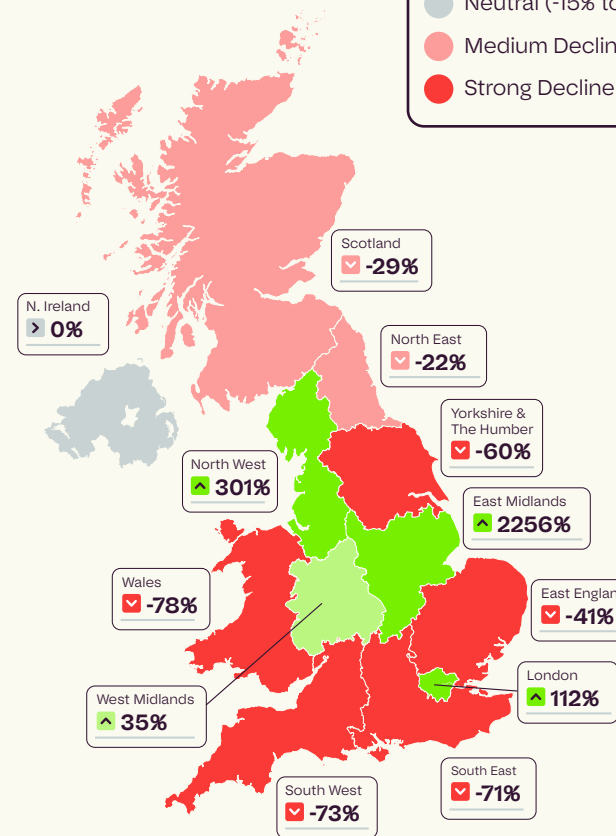 Neutral (-15% to
Medium Declin
Strong Decline
Scotland
-29%
N. Ireland
0%
North East
-22%
Yorkshire &
The Humber
-60%
North West
301%
East Midlands
2256%
Wales
-78%
East Englan
-41%
London
112%
West Midlands
35%
South East
-71%
South West
-73%